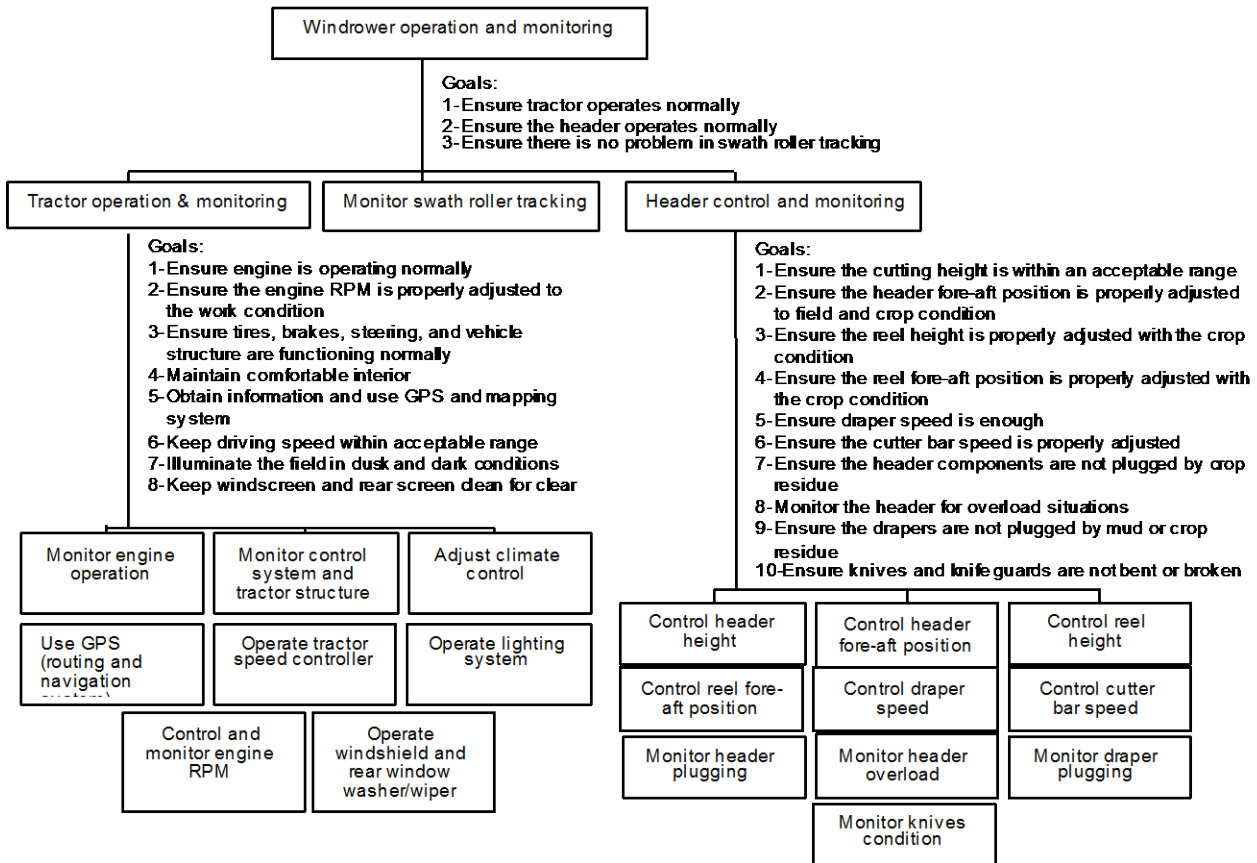 Windrower operation and monitoring
Goals:
1-Ensure tractor operates normally
2-Ensure the header operates normally
3-Ensure there is no problem in swath roller tracking
Tractor operation & monitoring
Monitor swath roller tracking
Header control and monitoring
Goals:
1-Ensure engine is operating normally
2-Ensure the engine RPM is properly adjusted to
the work condition
3-Ensure tires, brakes, steering, and vehicle
structure are functioning normally
4-Maintain comfortable interior
5-Obtain information and use GPS and mapping
system
6-Keep driving speed within acceptable range
7-Illuminate the field in dusk and dark conditions
8-Keep windscreen and rear screen clean for clear
Goals:
1-Ensure the cutting height is within an acceptable range
2-Ensure the header fore-aft position is properly adjusted
to field and crop condition
3-Ensure the reel height is properly adjusted with the crop
condition
4-Ensure the reel fore-aft position is properly adjusted with
the crop condition
5-Ensure draper speed is enough
6-Ensure the cutter bar speed is properly adjusted
7-Ensure the header components are not plugged by crop
residue
8-Monitor the header for overload situations
9-Ensure the drapers are not plugged by mud or crop
residue
10-Ensure knives and knife guards are not bent or broken
Monitor engine
operation
Monitor control
system and
tractor structure
Adjust climate
control
Use GPS
(routing and
navigation
Operate tractor
speed controller
Operate lighting
system
Control and
monitor engine
RPM
Operate
windshield and
rear window
washer/wiper
Control header
height
Control header
fore-aft position
Control reel
height
Control reel fore-
aft position
Control draper
speed
Control cutter
bar speed
Monitor header
plugging
Monitor header
overload
Monitor draper
plugging
Monitor knives
condition